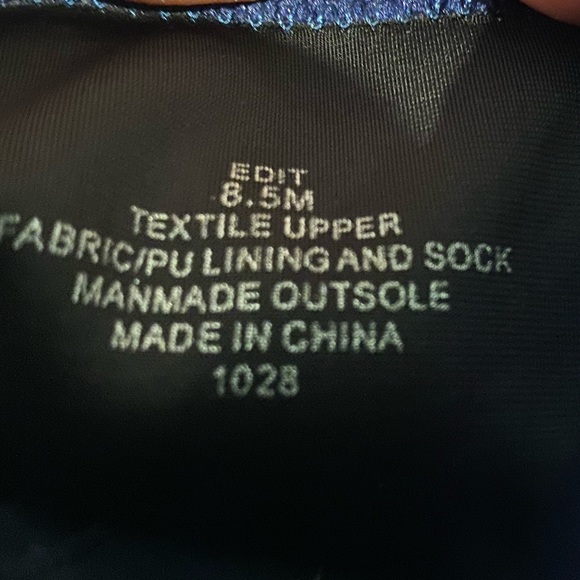 EDIT
8.5M
TEXTILE UPPER
FABRIC/PU LINING AND SOCK
MANMADE OUTSOLE
MADE IN CHINA
1028